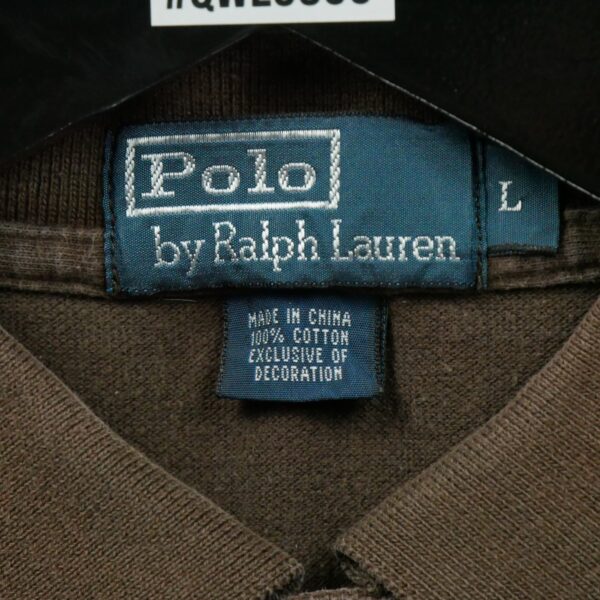 Polo
by Ralph Lauren
L
MADE IN CHINA
100% COTTON
EXCLUSIVE OF
DECORATION